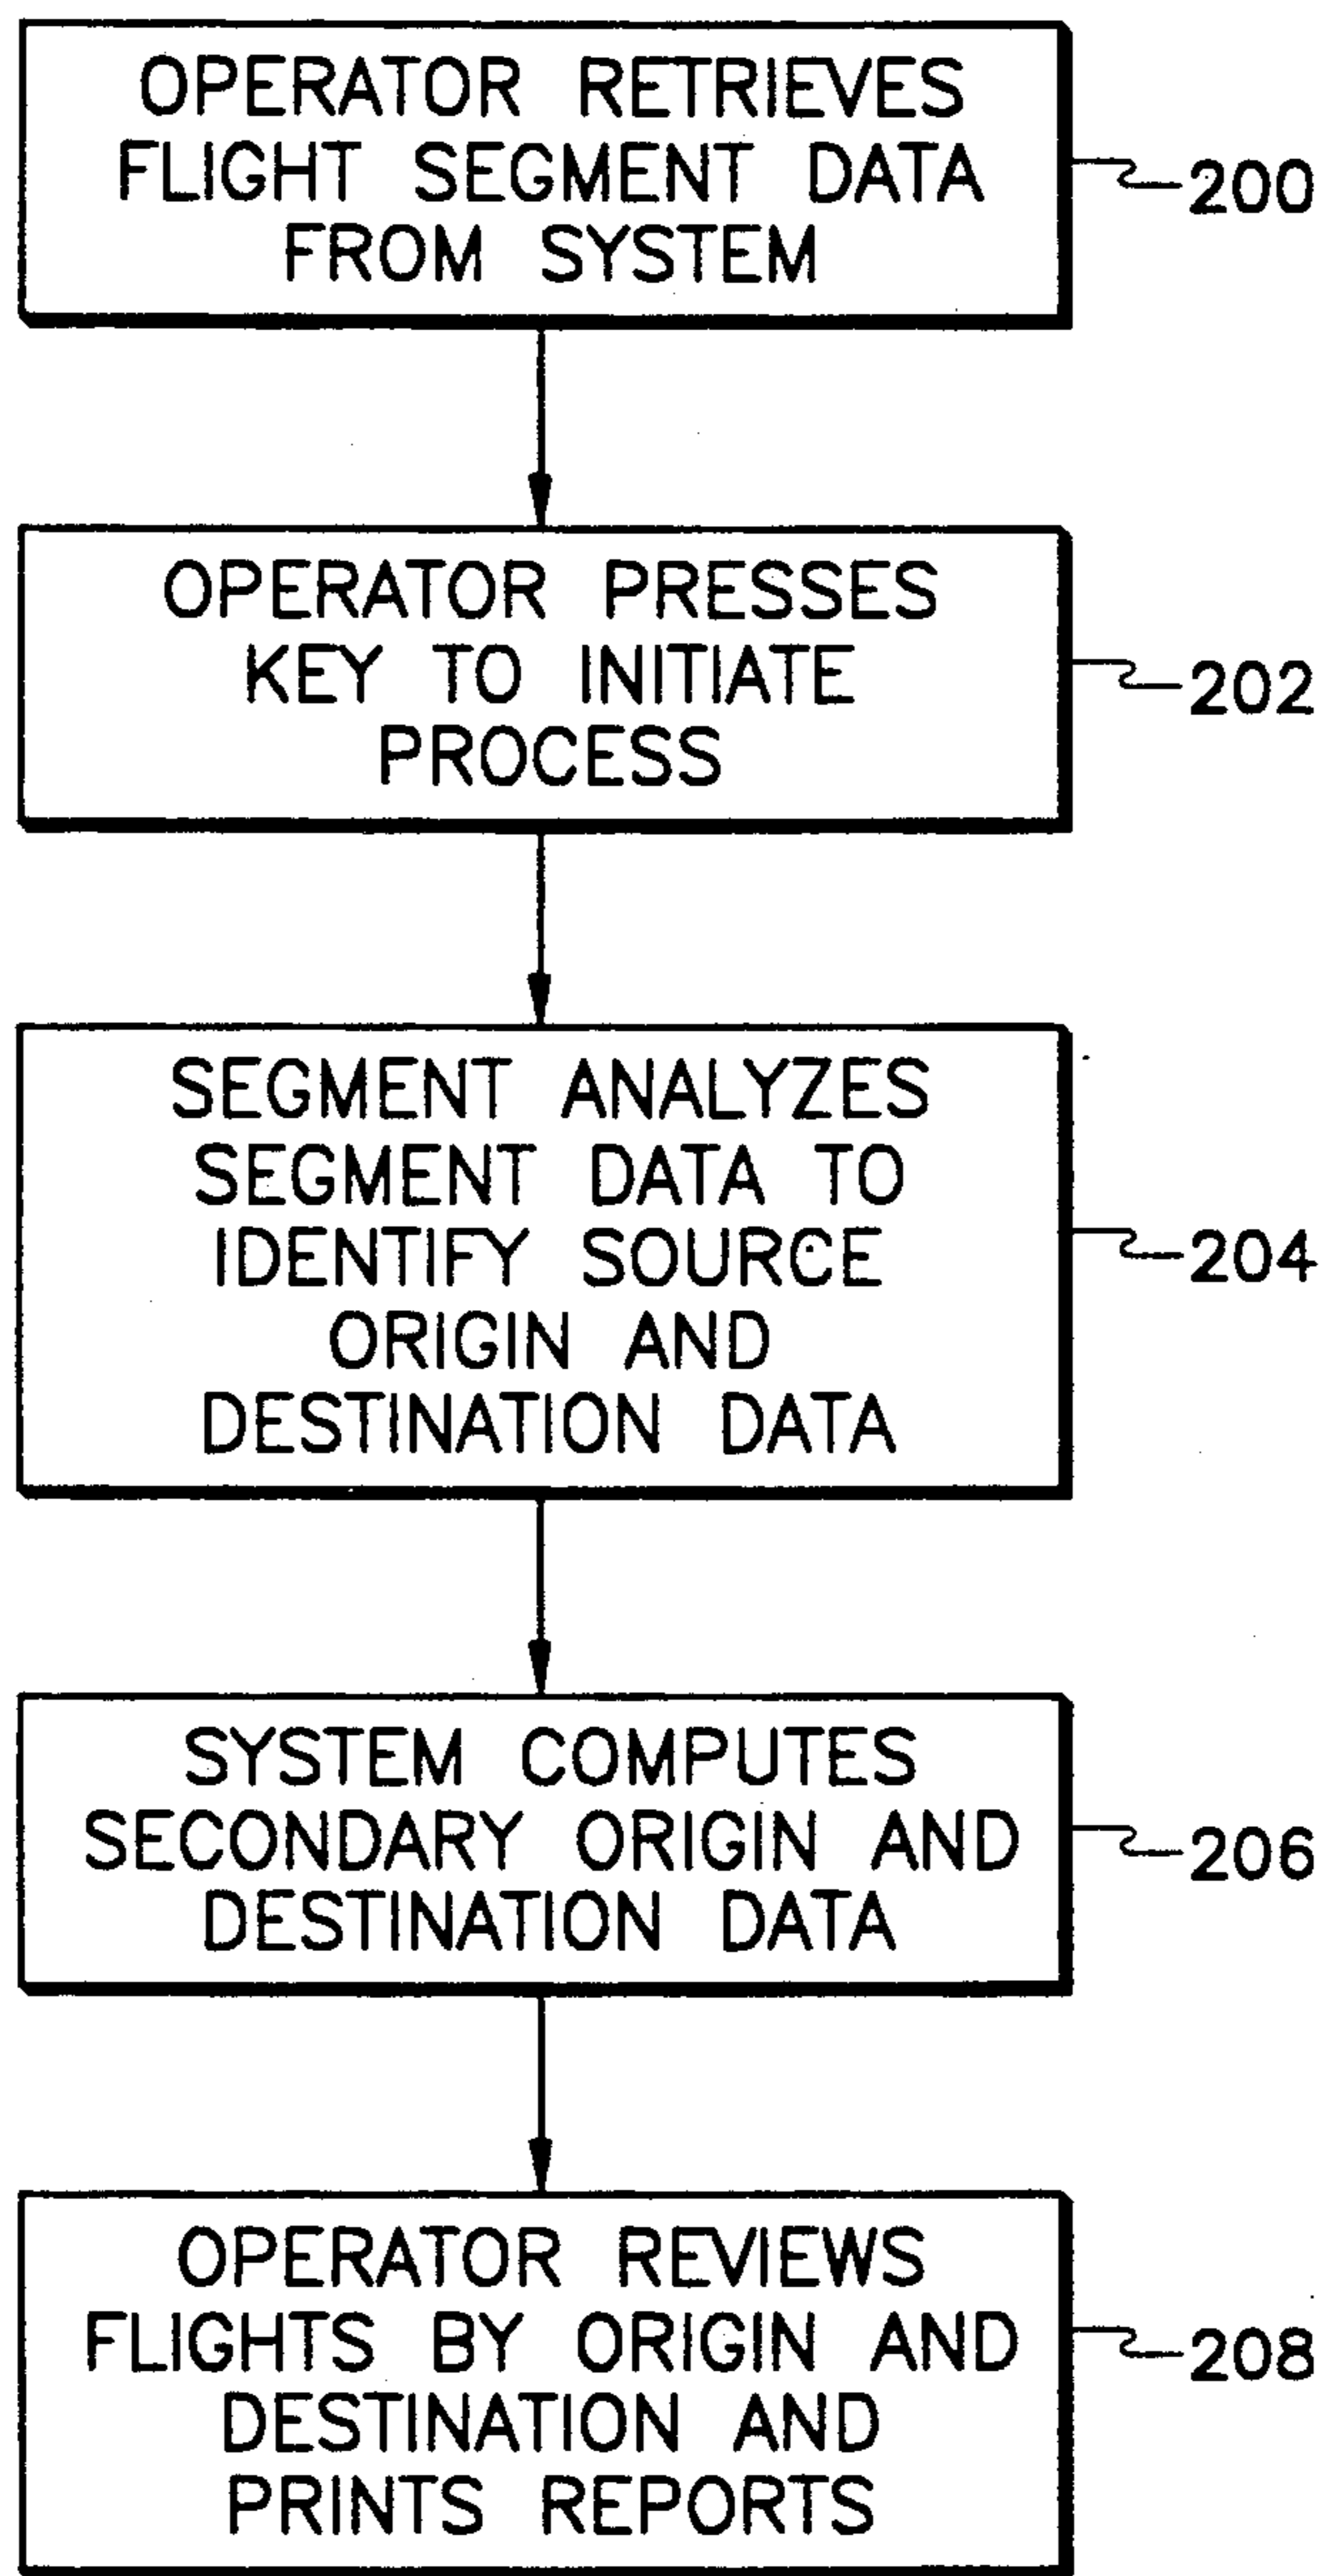 OPERATOR RETRIEVES
FLIGHT SEGMENT DATA
FROM SYSTEM
200
OPERATOR PRESSES
KEY TO INITIATE
PROCESS
202
SEGMENT ANALYZES
SEGMENT DATA TO
IDENTIFY SOURCE
ORIGIN AND
DESTINATION DATA
204
SYSTEM COMPUTES
SECONDARY ORIGIN AND
DESTINATION DATA
206
OPERATOR REVIEWS
FLIGHTS BY ORIGIN AND
DESTINATION AND
PRINTS REPORTS
208